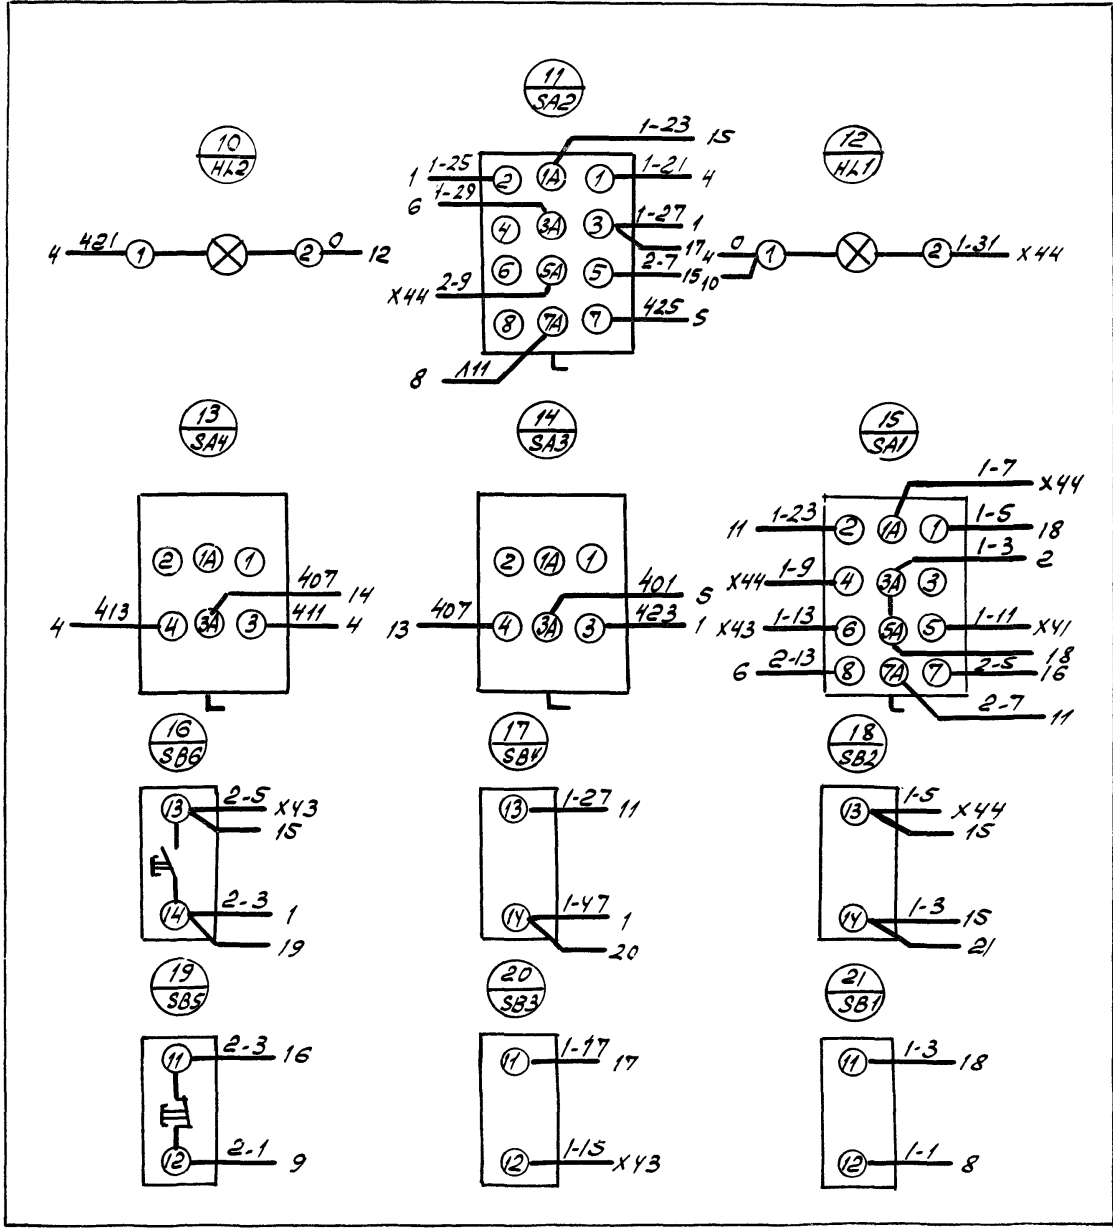 11
SA2
10
HL2
12
HL1
1-23 15
1 1-25 2 1A 1 1-21 4
6 1-29 4 3A 3 1-27 1
17
4 421 1 2 0 12
4 0 1 2 1-31 X44
10
X44 2-9 6 5A 5 2-7 15
8 7A 7 425 5
8 Л11
13
SA4
14
SA3
15
SA1
1-7 X44
11 1-23 2 1A 1 1-5 18
1-3 2
2 1A 1
2 1A 1
X44 1-9 4 3A 3
407 14
4 413 4 3A 3 411 4
401 5
13 407 4 3A 3 423 1
X43 1-13 6 5A 5 1-11 X41
18
6 2-13 8 7A 7 2-5 16
2-7 11
16
SB6
17
SB4
18
SB2
13 2-5 X43
15
13 1-27 11
13 1-5 X44
15
14 2-3 1
19
14 1-47 1
20
14 1-3 15
21
19
SB5
20
SB3
21
SB1
11 2-3 16
11 1-47 17
11 1-3 18
12 2-1 9
12 1-15 X43
12 1-1 8